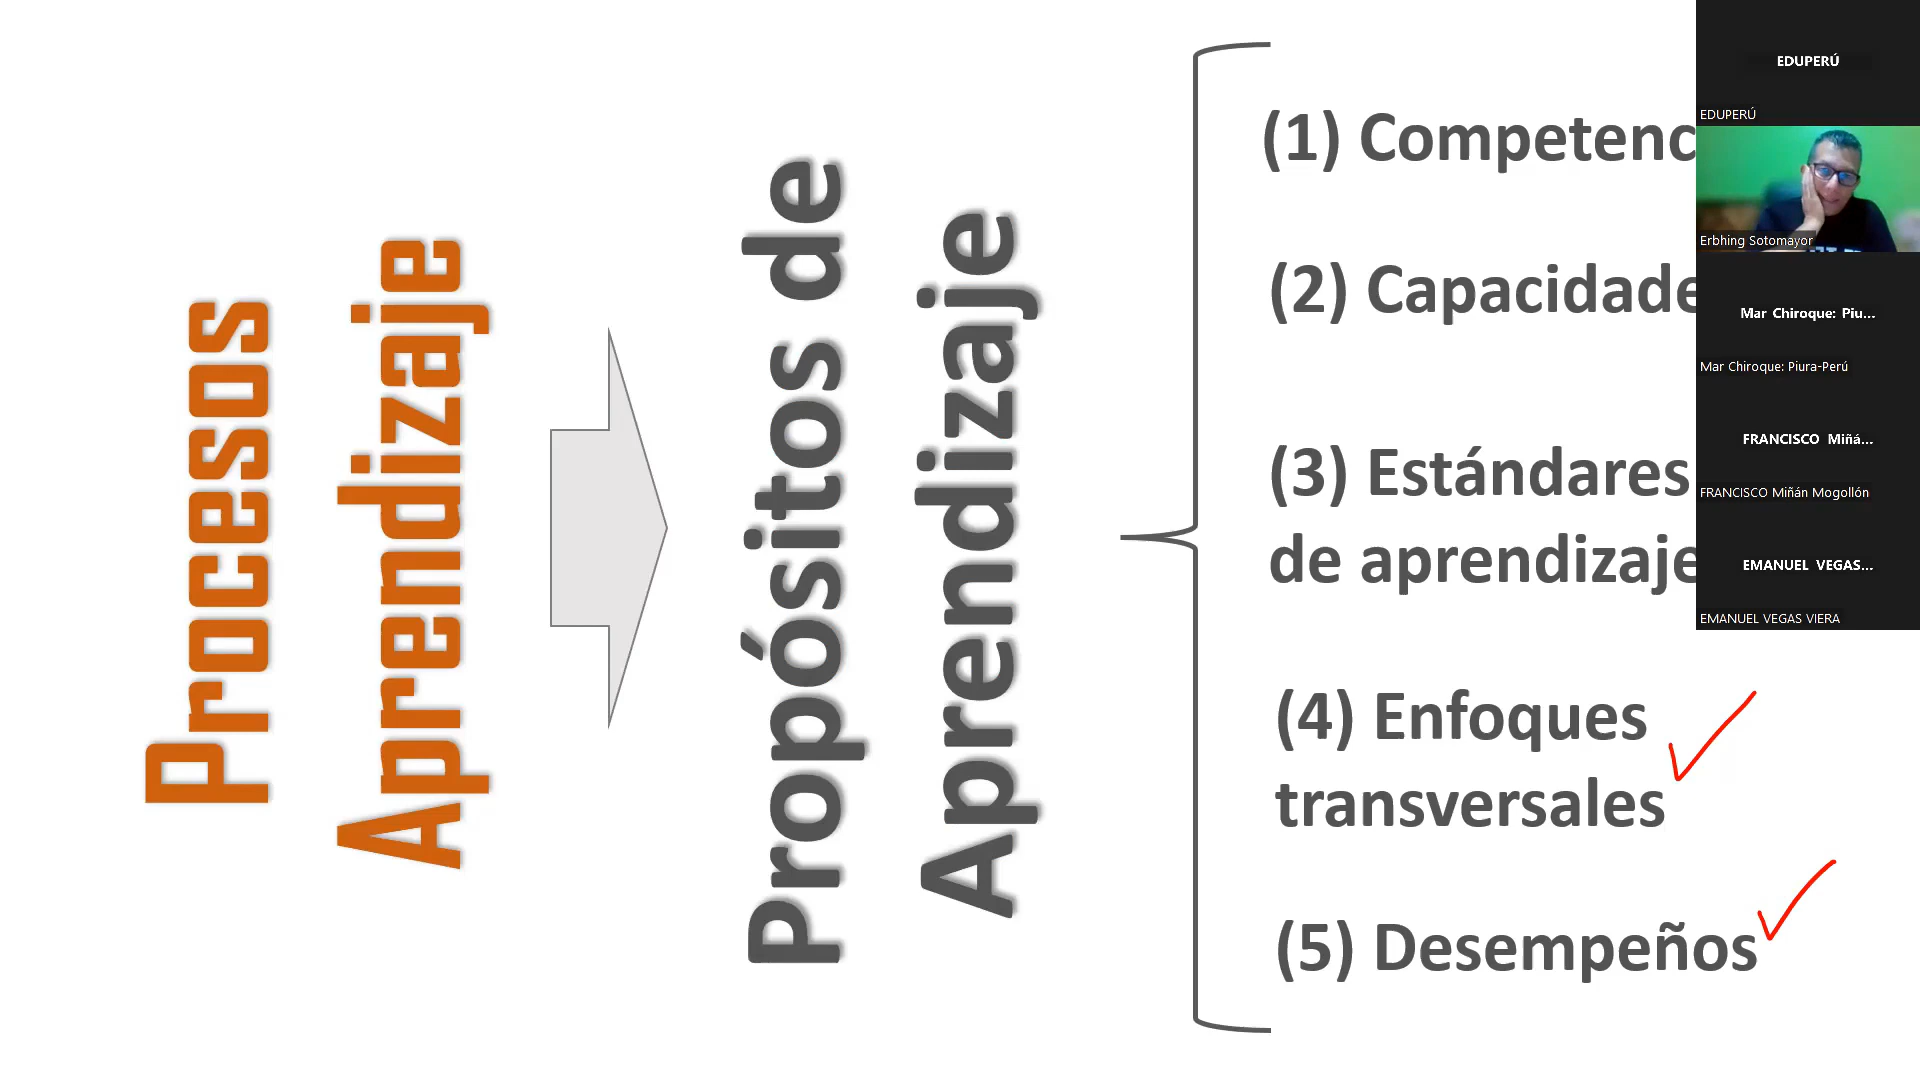 Procesos
Aprendizaje
Propósitos de
Aprendizaje
(1) Competenc
(2) Capacidade
(3) Estándares
de aprendizaje
(4) Enfoques
transversales
(5) Desempeños
EDUPERÚ
EDUPERÚ
Erbhing Sotomayor
Mar Chiroque: Piu...
Mar Chiroque: Piura-Perú
FRANCISCO Miñá...
FRANCISCO Miñán Mogollón
EMANUEL VEGAS...
EMANUEL VEGAS VIERA